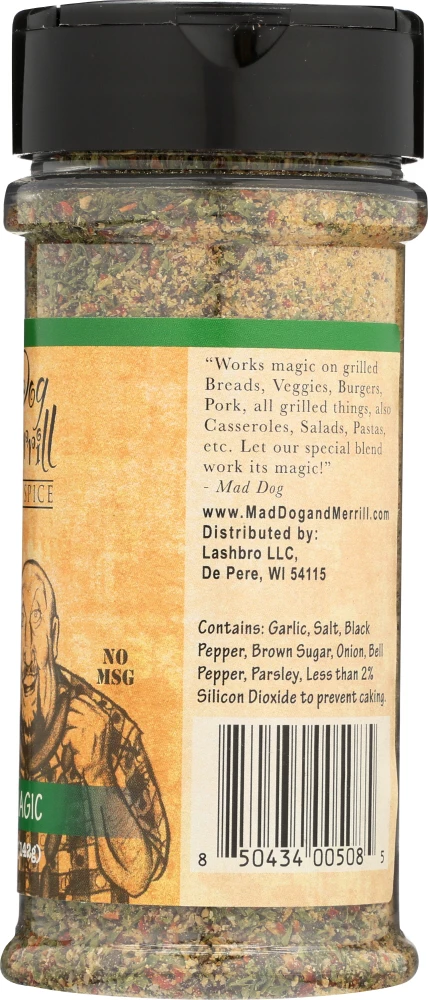 "Works magic on grilled
Breads, Veggies, Burgers,
Pork, all grilled things, also
Casseroles, Salads, Pastas,
etc. Let our special blend
work its magic!"
- Mad Dog
www.MadDogandMerrill.com
Distributed by:
Lashbro LLC,
De Pere, WI 54115
Contains: Garlic, Salt, Black
Pepper, Brown Sugar, Onion, Bell
Pepper, Parsley, Less than 2%
Silicon Dioxide to prevent caking.
8 50434 00508 5
SPICE
NO
MSG
AGIC